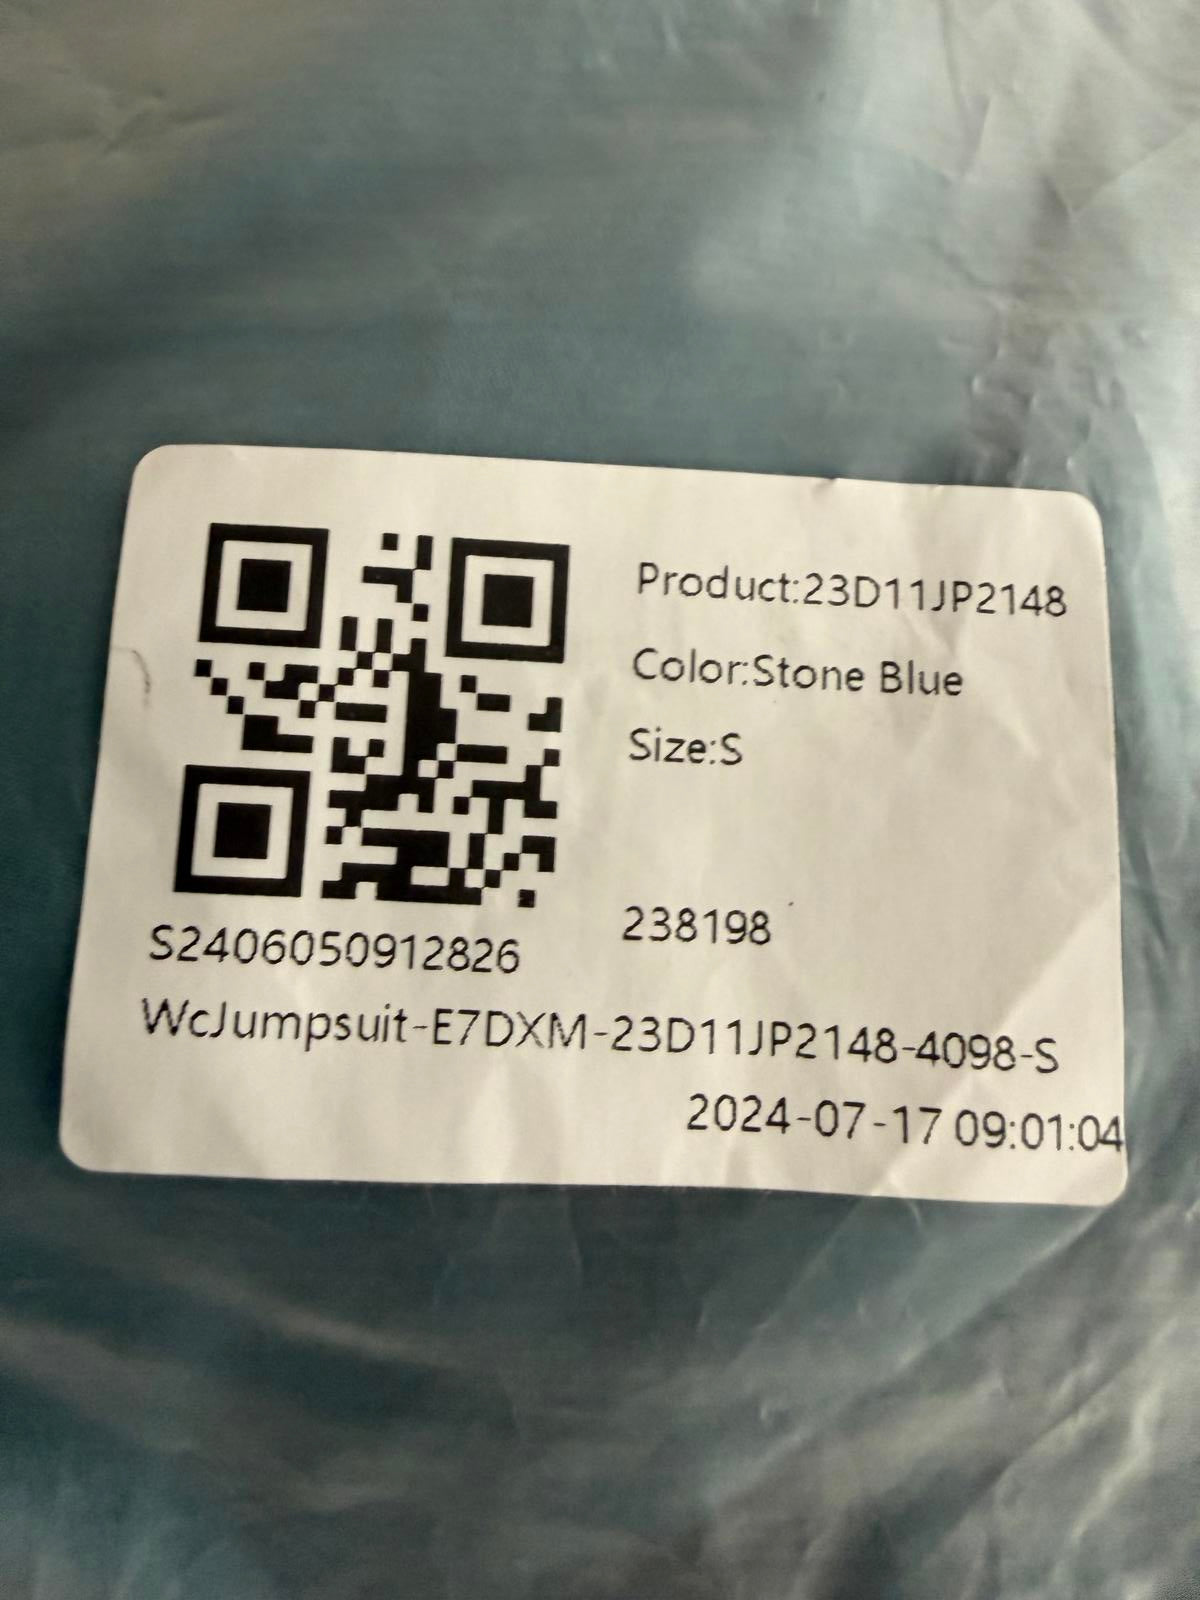 Product:23D11JP2148
Color:Stone Blue
Size:S
238198
S2406050912826
WcJumpsuit-E7DXM-23D11JP2148-4098-S
2024-07-17 09:01:04